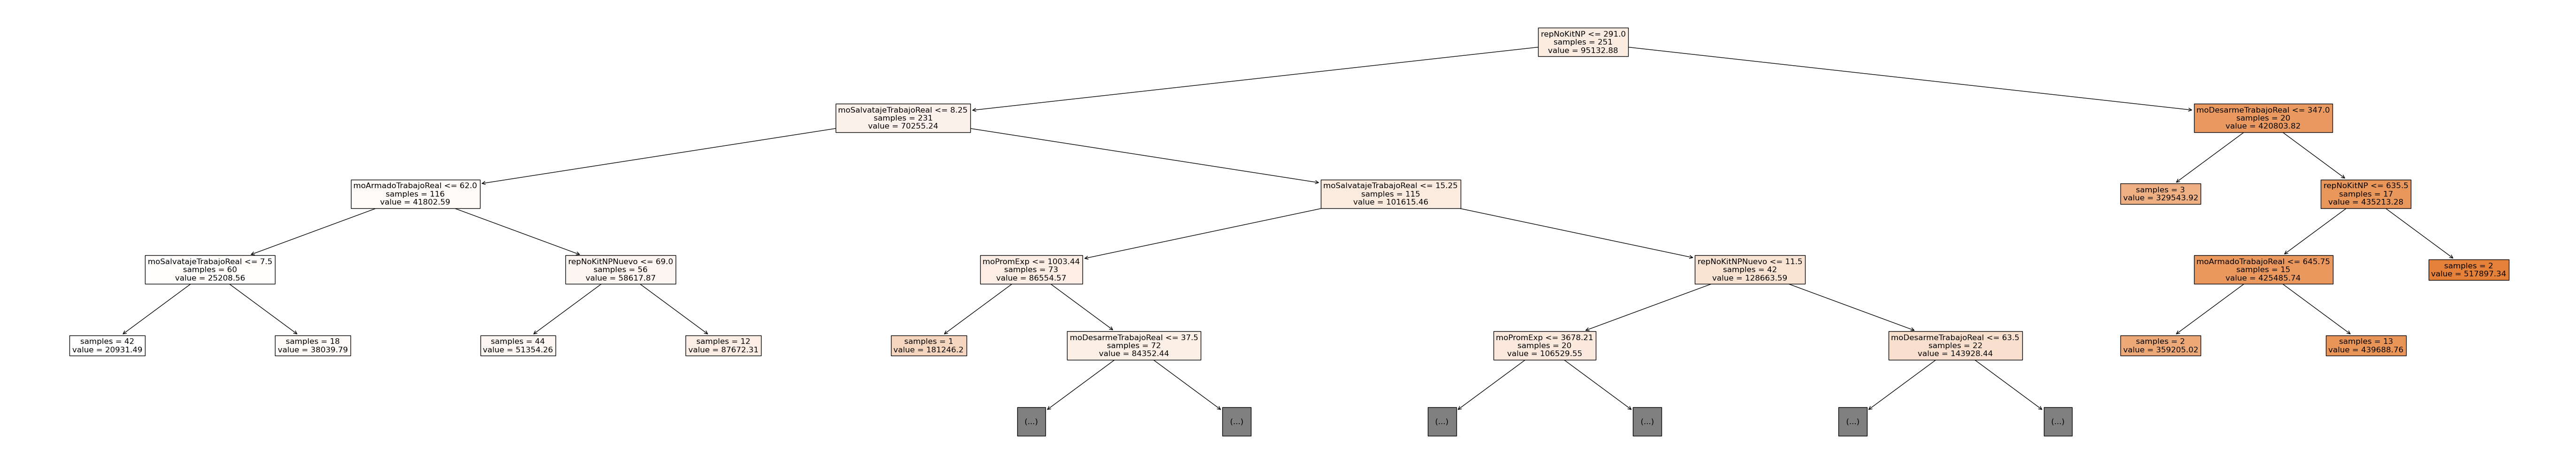 repNoKitNP <= 291.0
samples = 251
value = 95132.88
moSalvatajeTrabajoReal <= 8.25
samples = 231
value = 70255.24
moDesarmeTrabajoReal <= 347.0
samples = 20
value = 420803.82
moArmadoTrabajoReal <= 62.0
samples = 116
value = 41802.59
moSalvatajeTrabajoReal <= 15.25
samples = 115
value = 101615.46
samples = 3
value = 329543.92
repNoKitNP <= 635.5
samples = 17
value = 435213.28
moSalvatajeTrabajoReal <= 7.5
samples = 60
value = 25208.56
repNoKitNPNuevo <= 69.0
samples = 56
value = 58617.87
moPromExp <= 1003.44
samples = 73
value = 86554.57
repNoKitNPNuevo <= 11.5
samples = 42
value = 128663.59
moArmadoTrabajoReal <= 645.75
samples = 15
value = 425485.74
samples = 2
value = 517897.34
samples = 42
value = 20931.49
samples = 18
value = 38039.79
samples = 44
value = 51354.26
samples = 12
value = 87672.31
samples = 1
value = 181246.2
moDesarmeTrabajoReal <= 37.5
samples = 72
value = 84352.44
moPromExp <= 3678.21
samples = 20
value = 106529.55
moDesarmeTrabajoReal <= 63.5
samples = 22
value = 143928.44
samples = 2
value = 359205.02
samples = 13
value = 439688.76
(...)
(...)
(...)
(...)
(...)
(...)